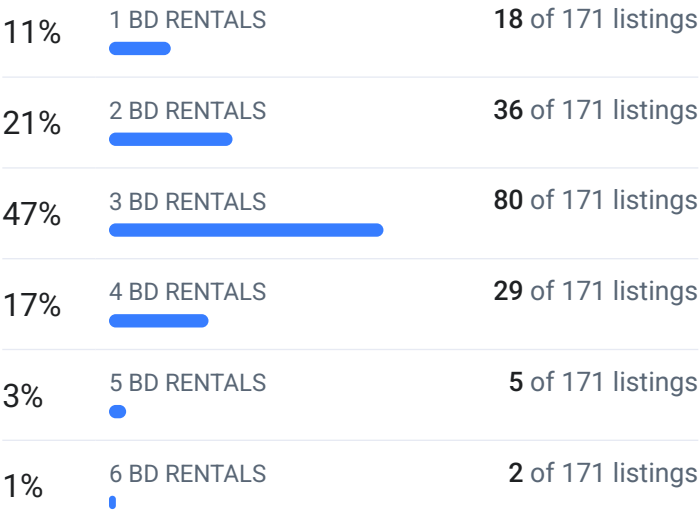 11% 1 BD RENTALS 18 of 171 listings
21% 2 BD RENTALS 36 of 171 listings
47% 3 BD RENTALS 80 of 171 listings
17% 4 BD RENTALS 29 of 171 listings
3% 5 BD RENTALS 5 of 171 listings
1% 6 BD RENTALS 2 of 171 listings